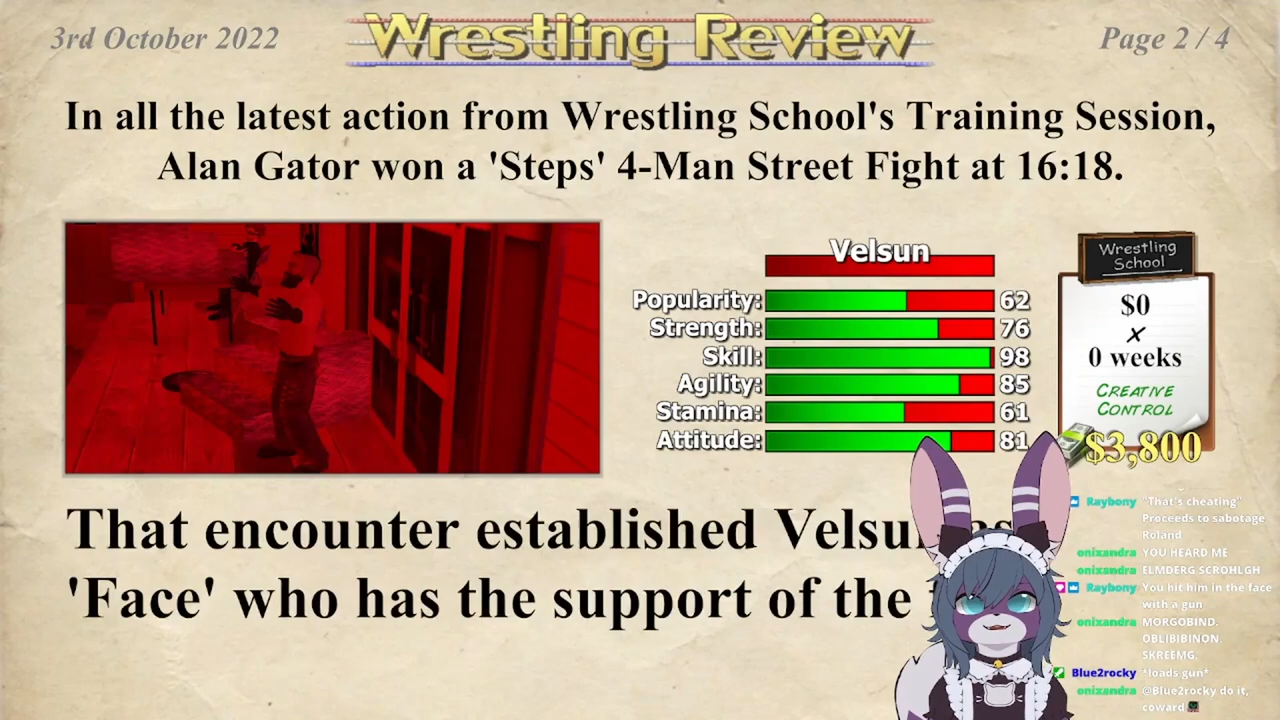 3rd October 2022
Wrestling Review
Page 2 / 4
In all the latest action from Wrestling School's Training Session,
Alan Gator won a 'Steps' 4-Man Street Fight at 16:18.
Velsun
Popularity: 62
Strength: 76
Skill: 98
Agility: 85
Stamina: 61
Attitude: 81
Wrestling
School
$0
x
0 weeks
CREATIVE
CONTROL
$3,800
That encounter established
'Face' who has the support of the
Raybony "That's cheating"
Proceeds to sabotage
Roland
onixandra YOU HEARD ME
onixandra ELMDERG SCROHLGH
Raybony You hit him in the face
with a gun
onixandra MORGOBIND.
OBLIBIBINON.
SKREEMG.
Blue2rocky *loads gun*
onixandra @Blue2rocky do it,
coward